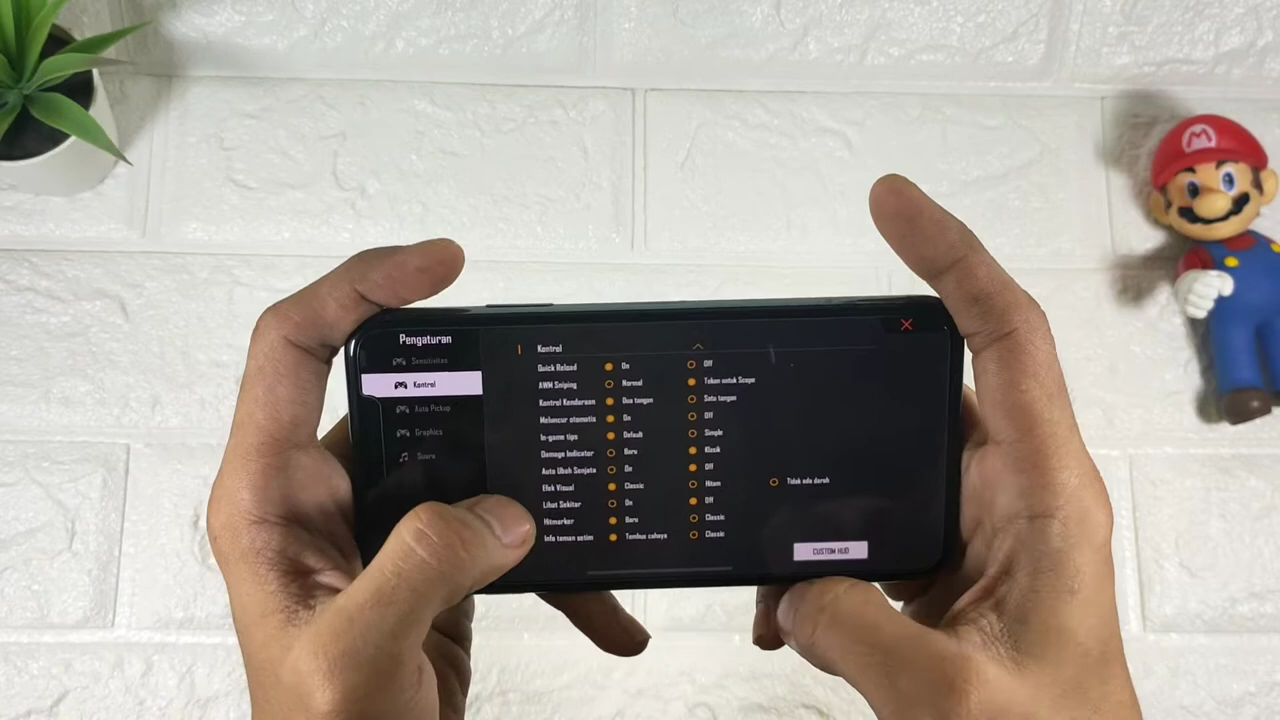 Pengaturan
Sensitivitas
Kontrol
Auto Pickup
Graphics
Suara
Kontrol
Quick Reload On Off
AWM Sniping Normal Tekan untuk Scope
Kontrol Kendaraan Dua tangan Satu tangan
Meluncur otomatis On Off
In-game tips Default Simple
Damage Indicator Baru Klasik
Auto Ubah Senjata On Off
Efek Visual Classic Hitam Tidak ada darah
Lihat Sekitar On Off
Hitmarker Baru Classic
Info teman setim Tembus cahaya Classic
CUSTOM HUD
M